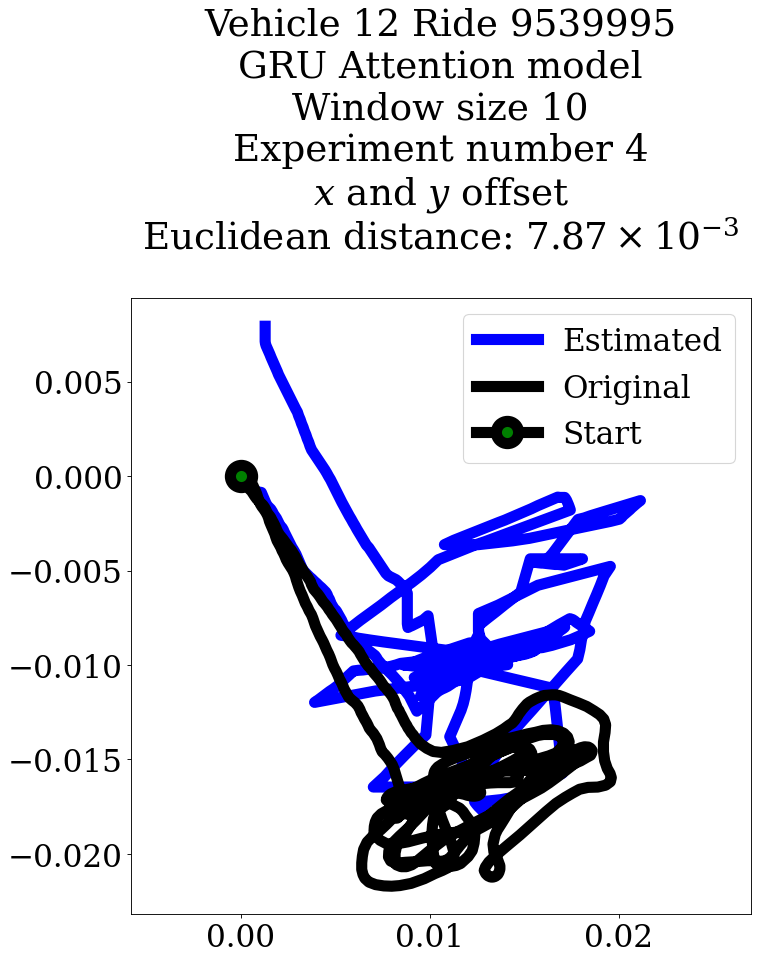 Vehicle 12 Ride 9539995
GRU Attention model
Window size 10
Experiment number 4
x and y offset
Euclidean distance: 7.87 × 10⁻³
Estimated
Original
Start
0.005
0.000
−0.005
−0.010
−0.015
−0.020
0.00 0.01 0.02